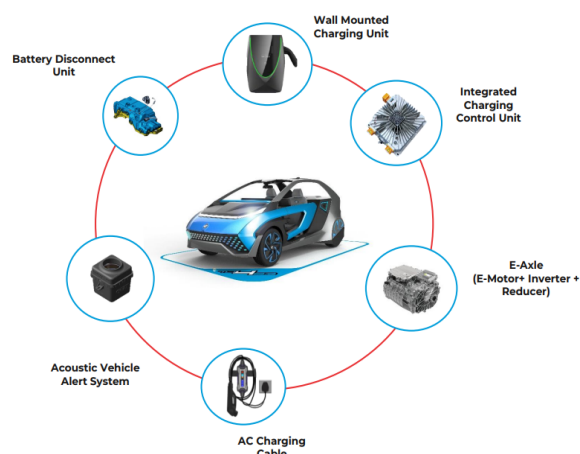 Wall Mounted
Charging Unit
Battery Disconnect
Unit
Integrated
Charging
Control Unit
E-Axle
(E-Motor+ Inverter +
Reducer)
Acoustic Vehicle
Alert System
AC Charging
Cable